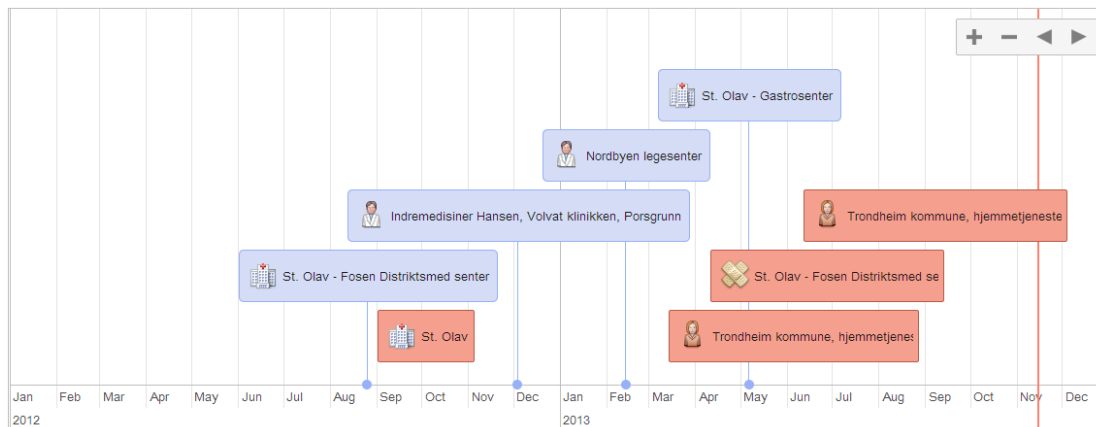 St. Olav - Gastrosenter
Nordbyen legesenter
Indremedisiner Hansen, Volvat klinikken, Porsgrunn
Trondheim kommune, hjemmetjeneste
St. Olav - Fosen Distriktsmed senter
St. Olav - Fosen Distriktsmed se
St. Olav
Trondheim kommune, hjemmetjenes
Jan Feb Mar Apr May Jun Jul Aug Sep Oct Nov Dec Jan Feb Mar Apr May Jun Jul Aug Sep Oct Nov Dec
2012 2013